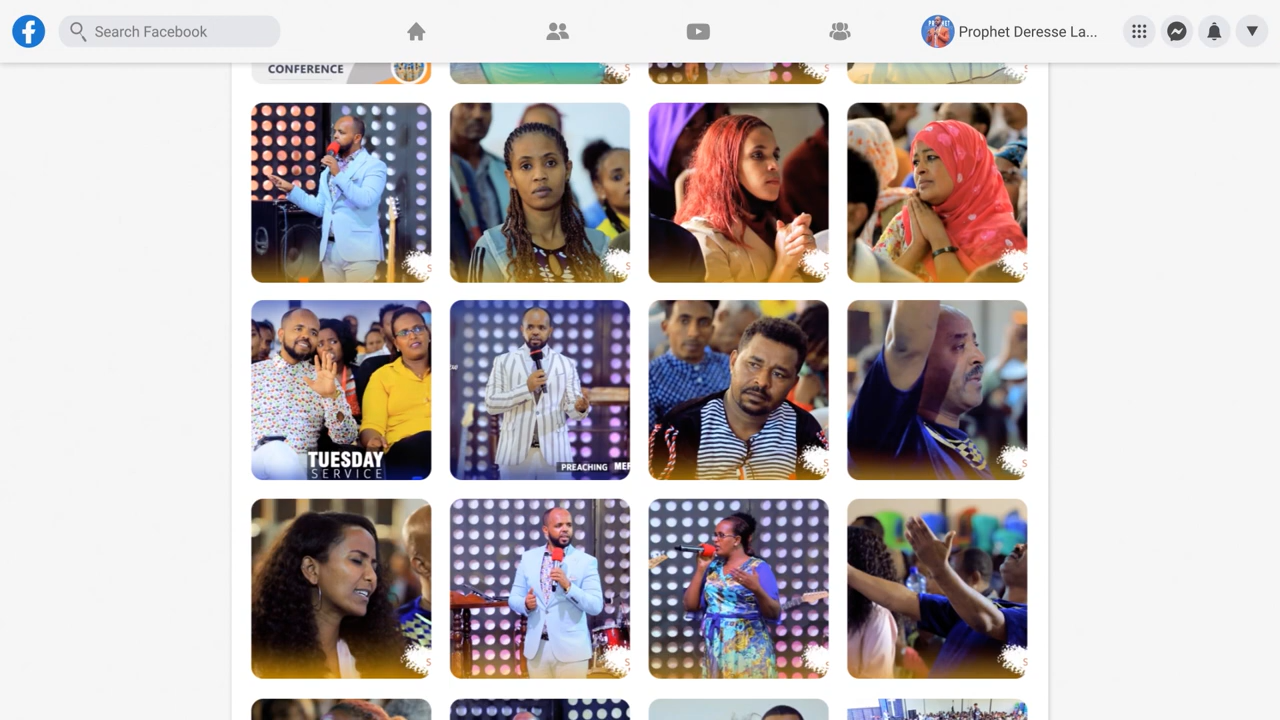 Search Facebook
Prophet Deresse La...
CONFERENCE
TUESDAY
SERVICE
PREACHING